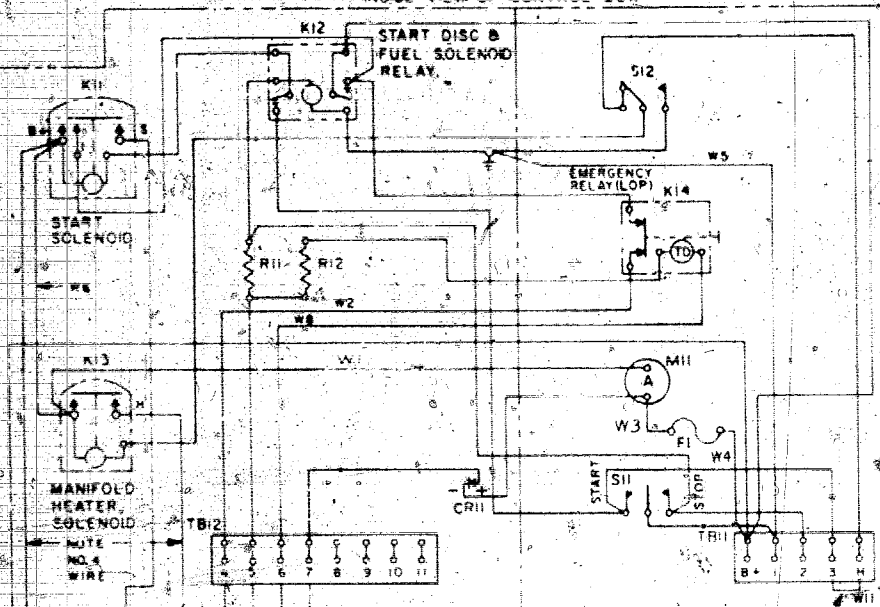 K12
START DISC &
FUEL SOLENOID
RELAY.
S12
K11
B+
S
W5
EMERGENCY
RELAY (LOP)
K14
START
SOLENOID
R11
R12
TD
W6
W2
W8
K13
W
M11
A
H
W3
F1
W4
START
S11
STOP
- +
CR11
MANIFOLD
HEATER,
SOLENOID
TB12
TB11
NOTE
NO. 4
WIRE
4 5 6 7 8 9 10 11
B+ 1 2 3 H
W11